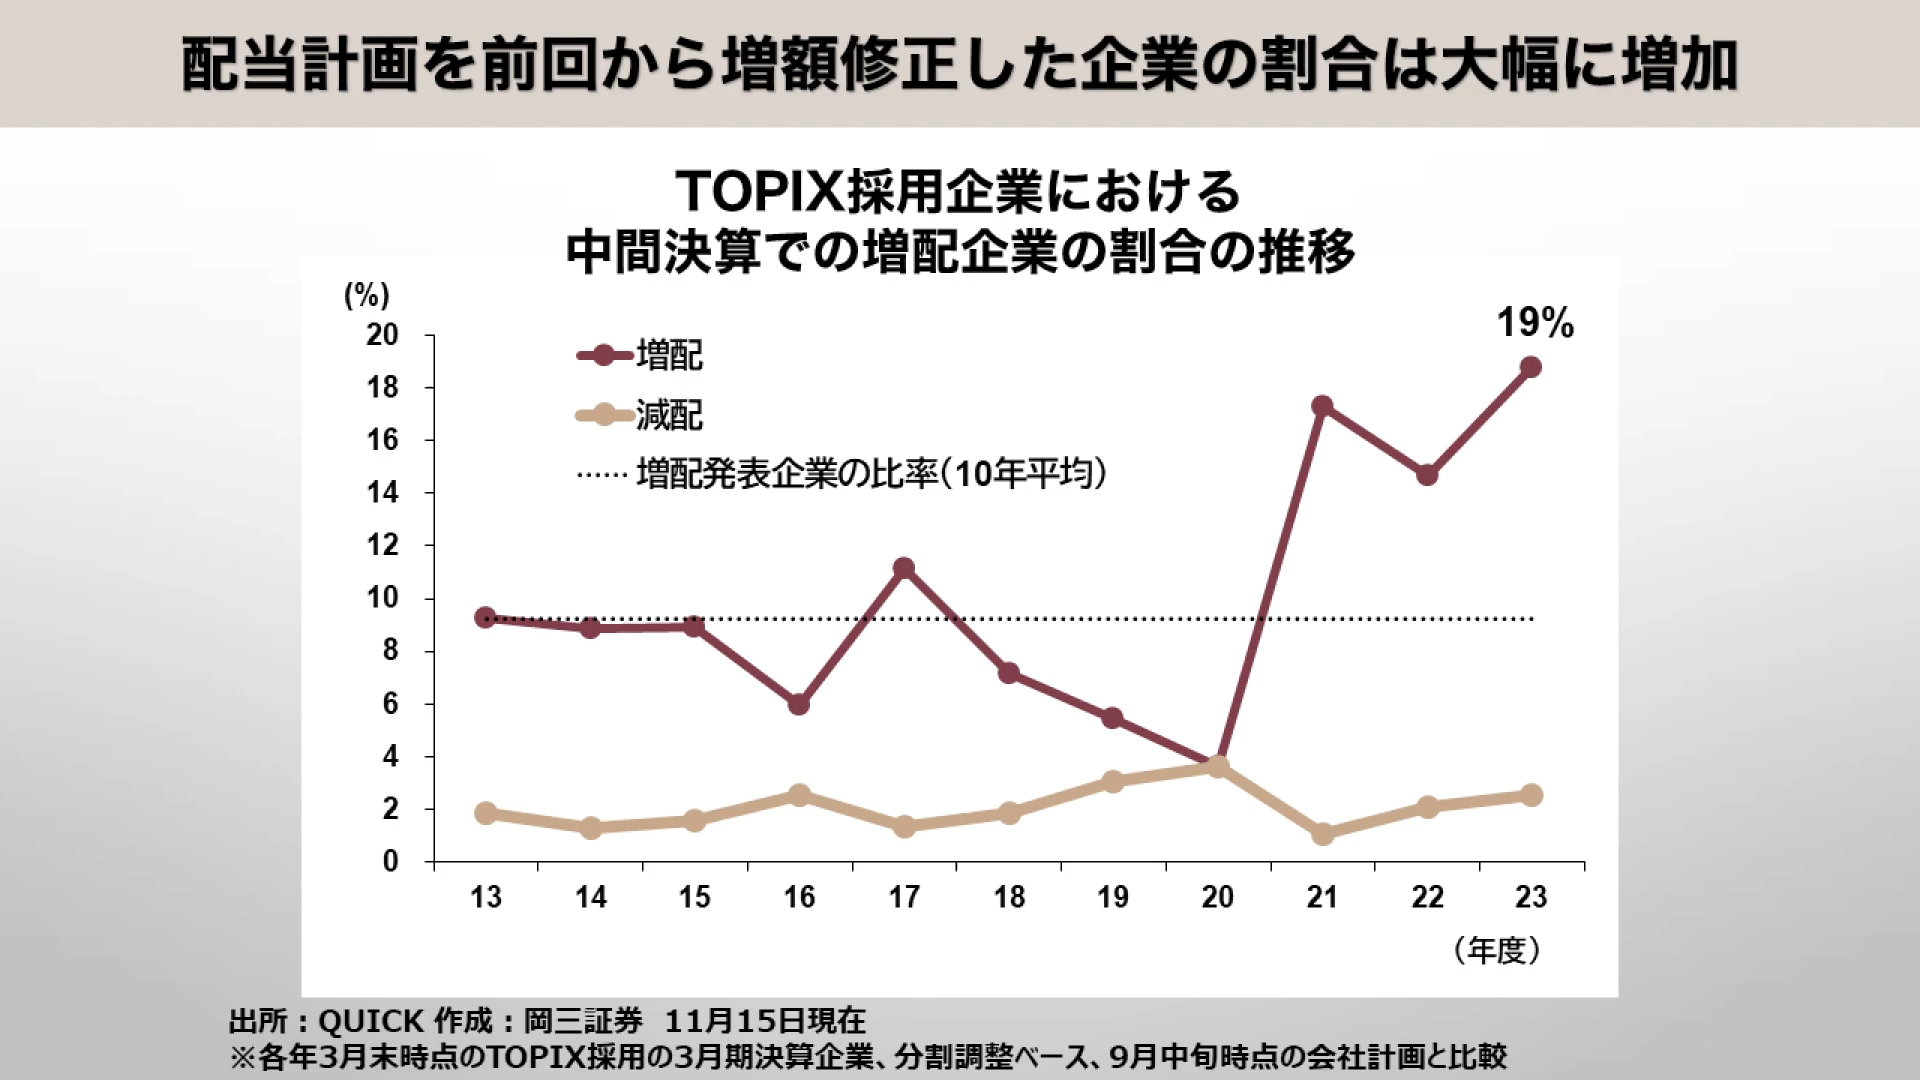 配当計画を前回から増額修正した企業の割合は大幅に増加
TOPIX採用企業における
中間決算での増配企業の割合の推移
(%)
19%
20
18
16
14
12
10
8
6
4
2
0
増配
減配
増配発表企業の比率（10年平均）
13 14 15 16 17 18 19 20 21 22 23
（年度）
出所：QUICK 作成：岡三証券 11月15日現在
※各年3月末時点のTOPIX採用の3月期決算企業、分割調整ベース、9月中旬時点の会社計画と比較